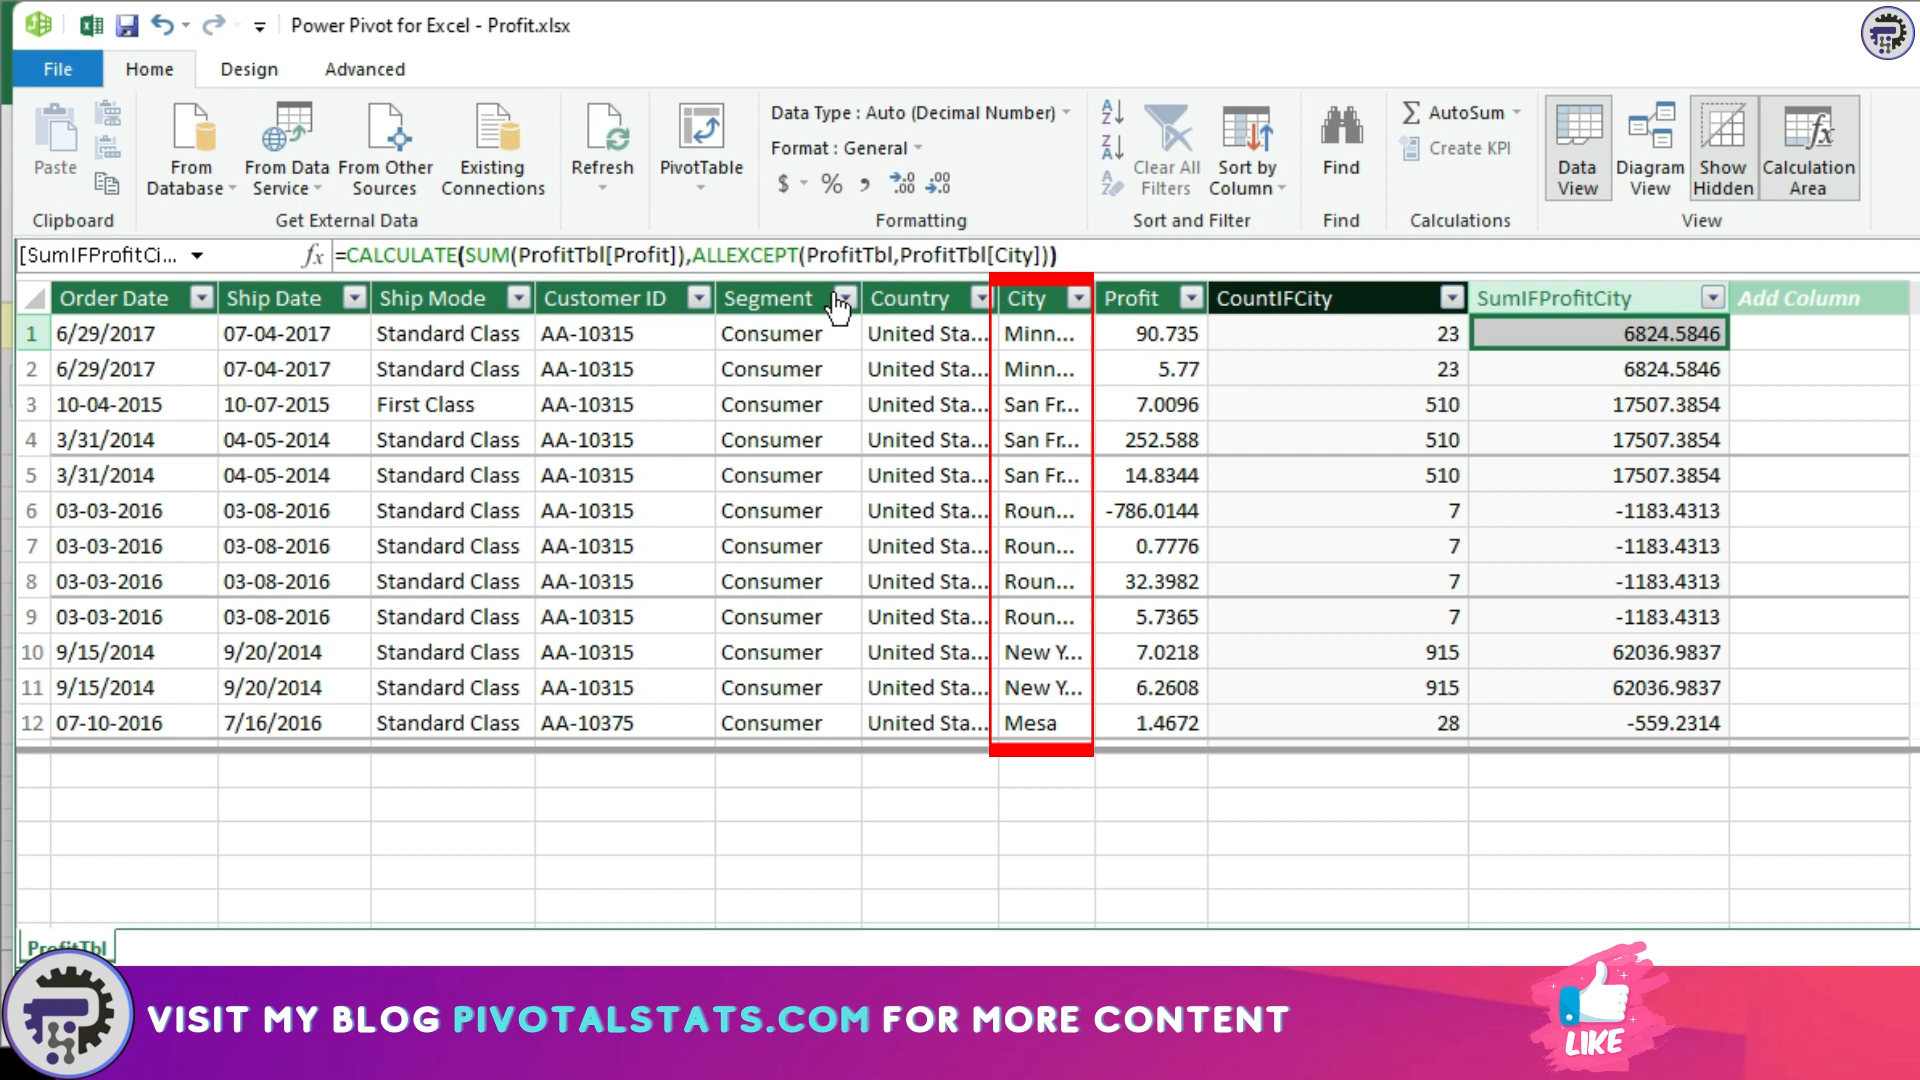 Power Pivot for Excel - Profit.xlsx
File Home Design Advanced
Paste
From Database
From Data Service
From Other Sources
Existing Connections
Refresh
PivotTable
Data Type : Auto (Decimal Number)
Format : General
$ % ,
Clear All Filters
Sort by Column
Find
AutoSum
Create KPI
Data View
Diagram View
Show Hidden
Calculation Area
Clipboard Get External Data Formatting Sort and Filter Find Calculations View
[SumIFProfitCi... fx =CALCULATE(SUM(ProfitTbl[Profit]),ALLEXCEPT(ProfitTbl,ProfitTbl[City]))
Order Date Ship Date Ship Mode Customer ID Segment Country City Profit CountIFCity SumIFProfitCity Add Column
1 6/29/2017 07-04-2017 Standard Class AA-10315 Consumer United Sta... Minn... 90.735 23 6824.5846
2 6/29/2017 07-04-2017 Standard Class AA-10315 Consumer United Sta... Minn... 5.77 23 6824.5846
3 10-04-2015 10-07-2015 First Class AA-10315 Consumer United Sta... San Fr... 7.0096 510 17507.3854
4 3/31/2014 04-05-2014 Standard Class AA-10315 Consumer United Sta... San Fr... 252.588 510 17507.3854
5 3/31/2014 04-05-2014 Standard Class AA-10315 Consumer United Sta... San Fr... 14.8344 510 17507.3854
6 03-03-2016 03-08-2016 Standard Class AA-10315 Consumer United Sta... Roun... -786.0144 7 -1183.4313
7 03-03-2016 03-08-2016 Standard Class AA-10315 Consumer United Sta... Roun... 0.7776 7 -1183.4313
8 03-03-2016 03-08-2016 Standard Class AA-10315 Consumer United Sta... Roun... 32.3982 7 -1183.4313
9 03-03-2016 03-08-2016 Standard Class AA-10315 Consumer United Sta... Roun... 5.7365 7 -1183.4313
10 9/15/2014 9/20/2014 Standard Class AA-10315 Consumer United Sta... New Y... 7.0218 915 62036.9837
11 9/15/2014 9/20/2014 Standard Class AA-10315 Consumer United Sta... New Y... 6.2608 915 62036.9837
12 07-10-2016 7/16/2016 Standard Class AA-10375 Consumer United Sta... Mesa 1.4672 28 -559.2314
ProfitTbl
VISIT MY BLOG PIVOTALSTATS.COM FOR MORE CONTENT
LIKE